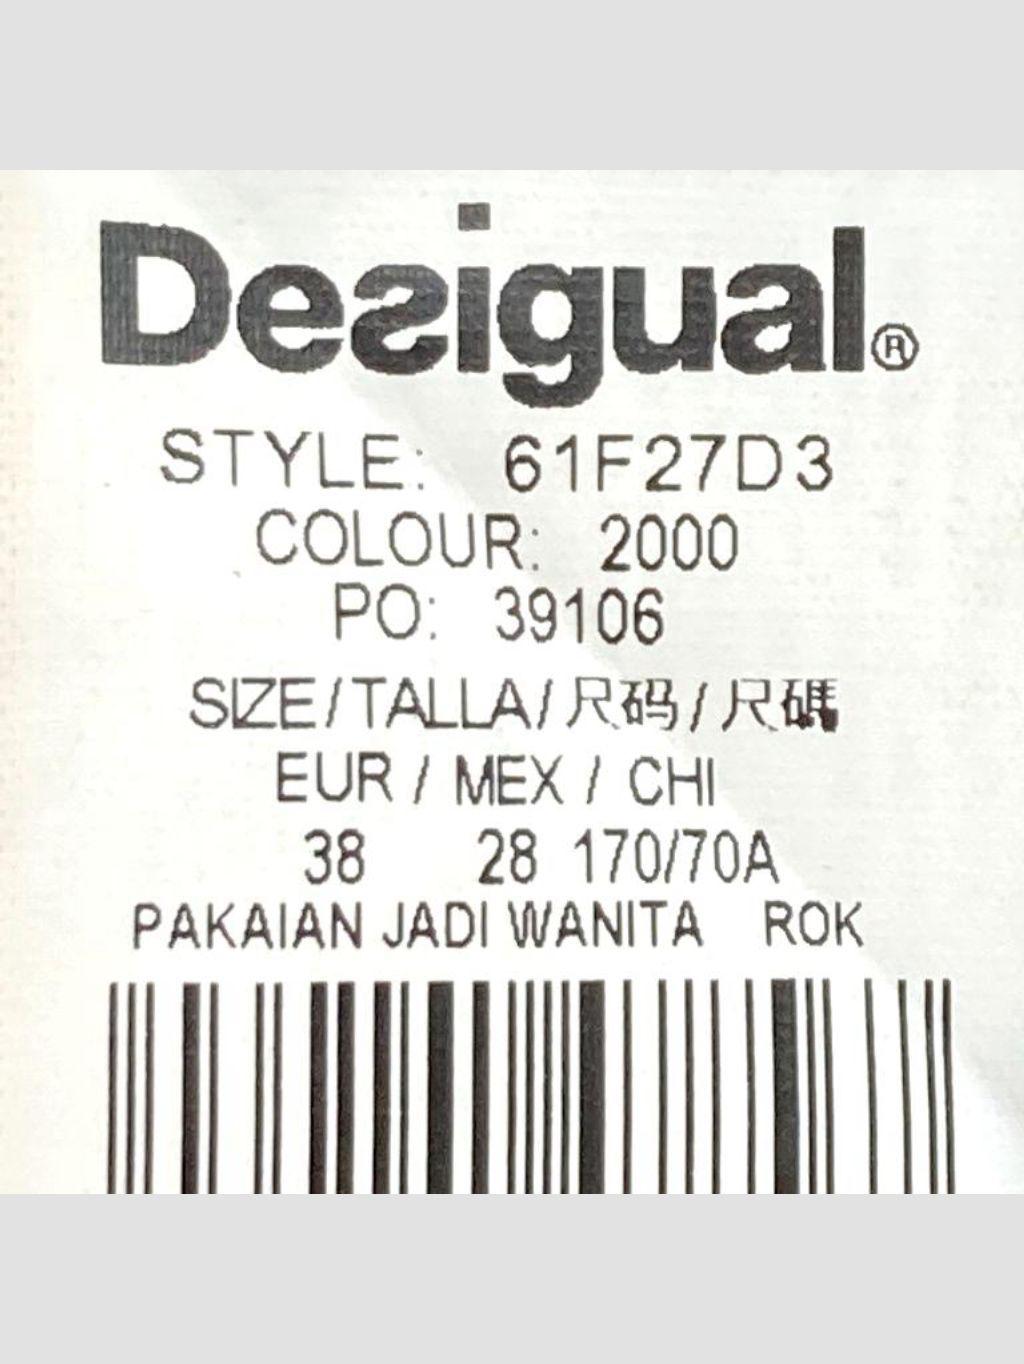 Desigual®
STYLE: 61F27D3
COLOUR: 2000
PO: 39106
SIZE/TALLA/尺码/尺碼
EUR / MEX / CHI
38 28 170/70A
PAKAIAN JADI WANITA ROK